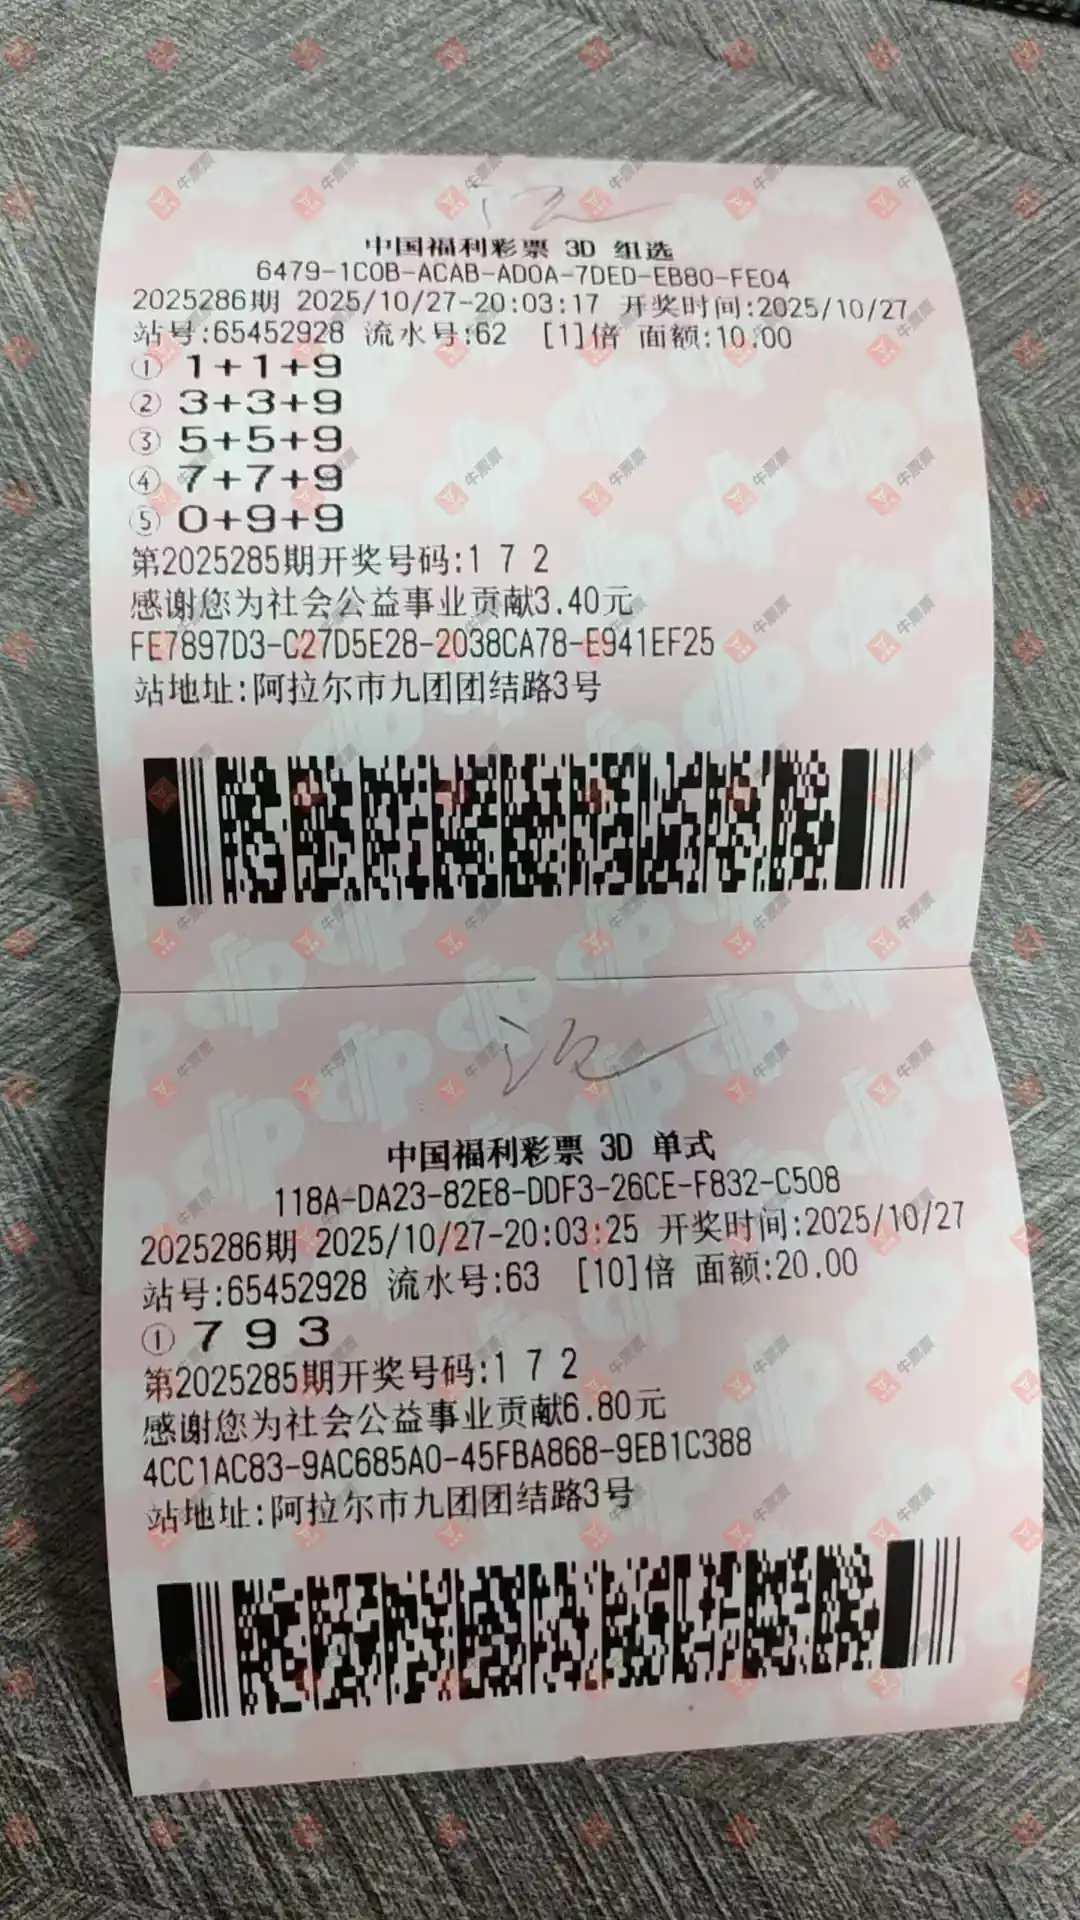 中国福利彩票 3D 组选
6479-1C0B-ACAB-AD0A-7DED-EB80-FE04
2025286期 2025/10/27-20:03:17 开奖时间:2025/10/27
站号:65452928 流水号:62 [1]倍 面额:10.00
① 1+1+9
② 3+3+9
③ 5+5+9
④ 7+7+9
⑤ 0+9+9
第2025285期开奖号码:1 7 2
感谢您为社会公益事业贡献3.40元
FE7897D3-C27D5E28-2038CA78-E941EF25
站地址:阿拉尔市九团团结路3号
中国福利彩票 3D 单式
118A-DA23-82E8-DDF3-26CE-F832-C508
2025286期 2025/10/27-20:03:25 开奖时间:2025/10/27
站号:65452928 流水号:63 [10]倍 面额:20.00
① 7 9 3
第2025285期开奖号码:1 7 2
感谢您为社会公益事业贡献6.80元
4CC1AC83-9AC685A0-45FBA868-9EB1C388
站地址:阿拉尔市九团团结路3号
牛票票